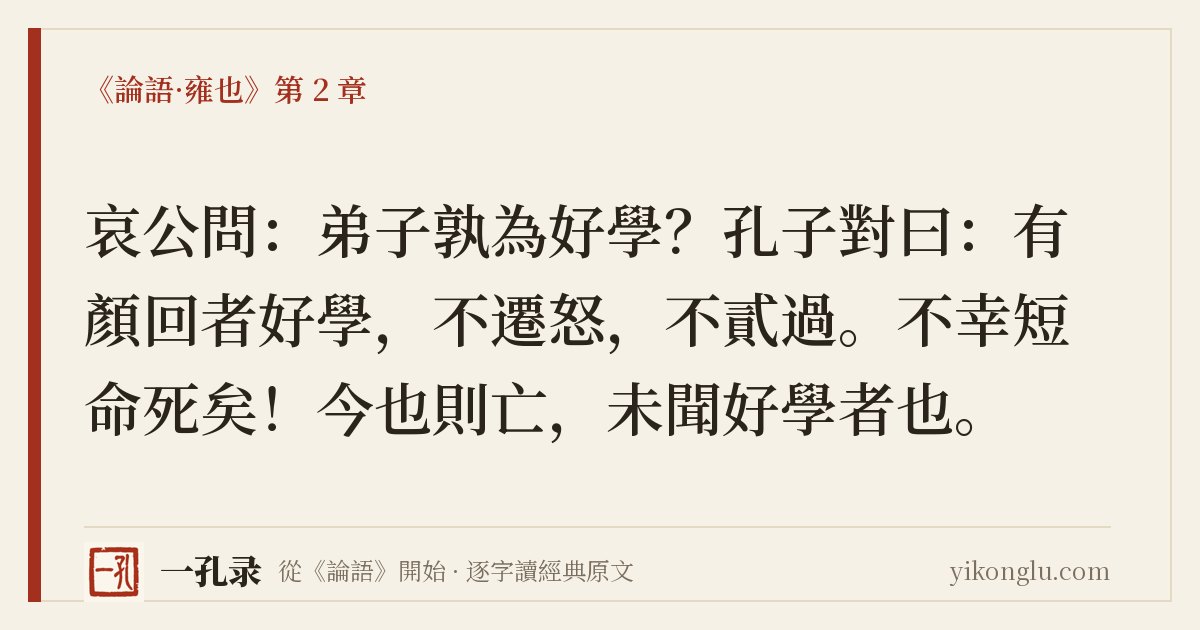 《論語·雍也》第 2 章
哀公問：弟子孰為好學？孔子對曰：有
顏回者好學，不遷怒，不貳過。不幸短
命死矣！今也則亡，未聞好學者也。
一孔
一孔录 從《論語》開始 · 逐字讀經典原文
yikonglu.com